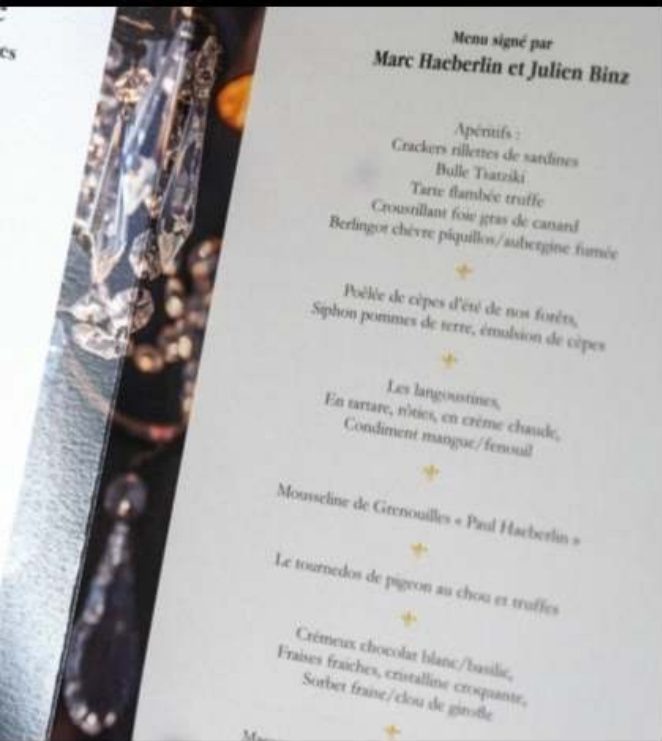 es
Menu signé par
Marc Haeberlin et Julien Binz
Apéritifs :
Crackers rillettes de sardines
Bulle Tzatziki
Tarte flambée truffe
Croustillant foie gras de canard
Berlingot chèvre piquillos/aubergine fumée
Poêlée de cèpes d'été de nos forêts,
Siphon pommes de terre, émulsion de cèpes
Les langoustines,
En tartare, rôties, en crème chaude,
Condiment mangue/fenouil
Mousseline de Grenouilles « Paul Haeberlin »
Le tournedos de pigeon au chou et truffes
Crémeux chocolat blanc/basilic,
Fraises fraiches, cristalline croquante,
Sorbet fraise/clou de girofle